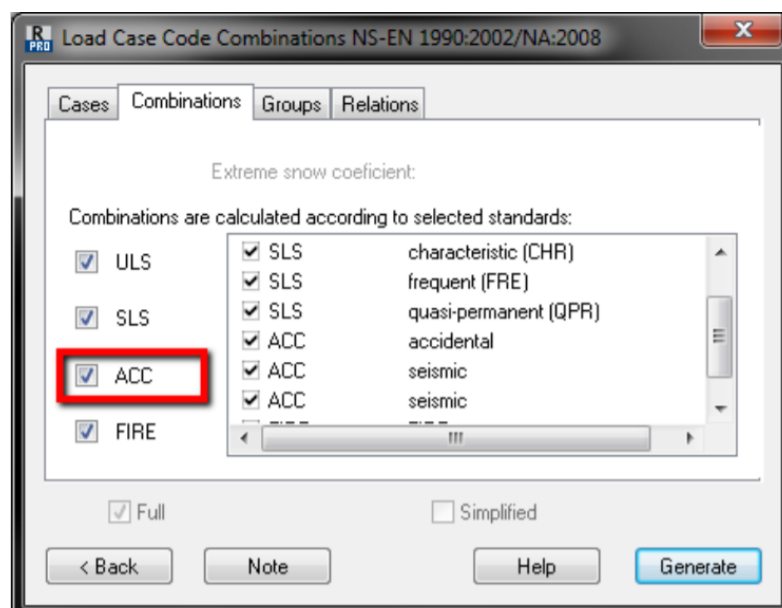 R PRO Load Case Code Combinations NS-EN 1990:2002/NA:2008 x
Cases Combinations Groups Relations
Extreme snow coeficient:
Combinations are calculated according to selected standards:
ULS
SLS
ACC
FIRE
SLS characteristic (CHR)
SLS frequent (FRE)
SLS quasi-permanent (QPR)
ACC accidental
ACC seismic
ACC seismic
Full Simplified
< Back Note Help Generate